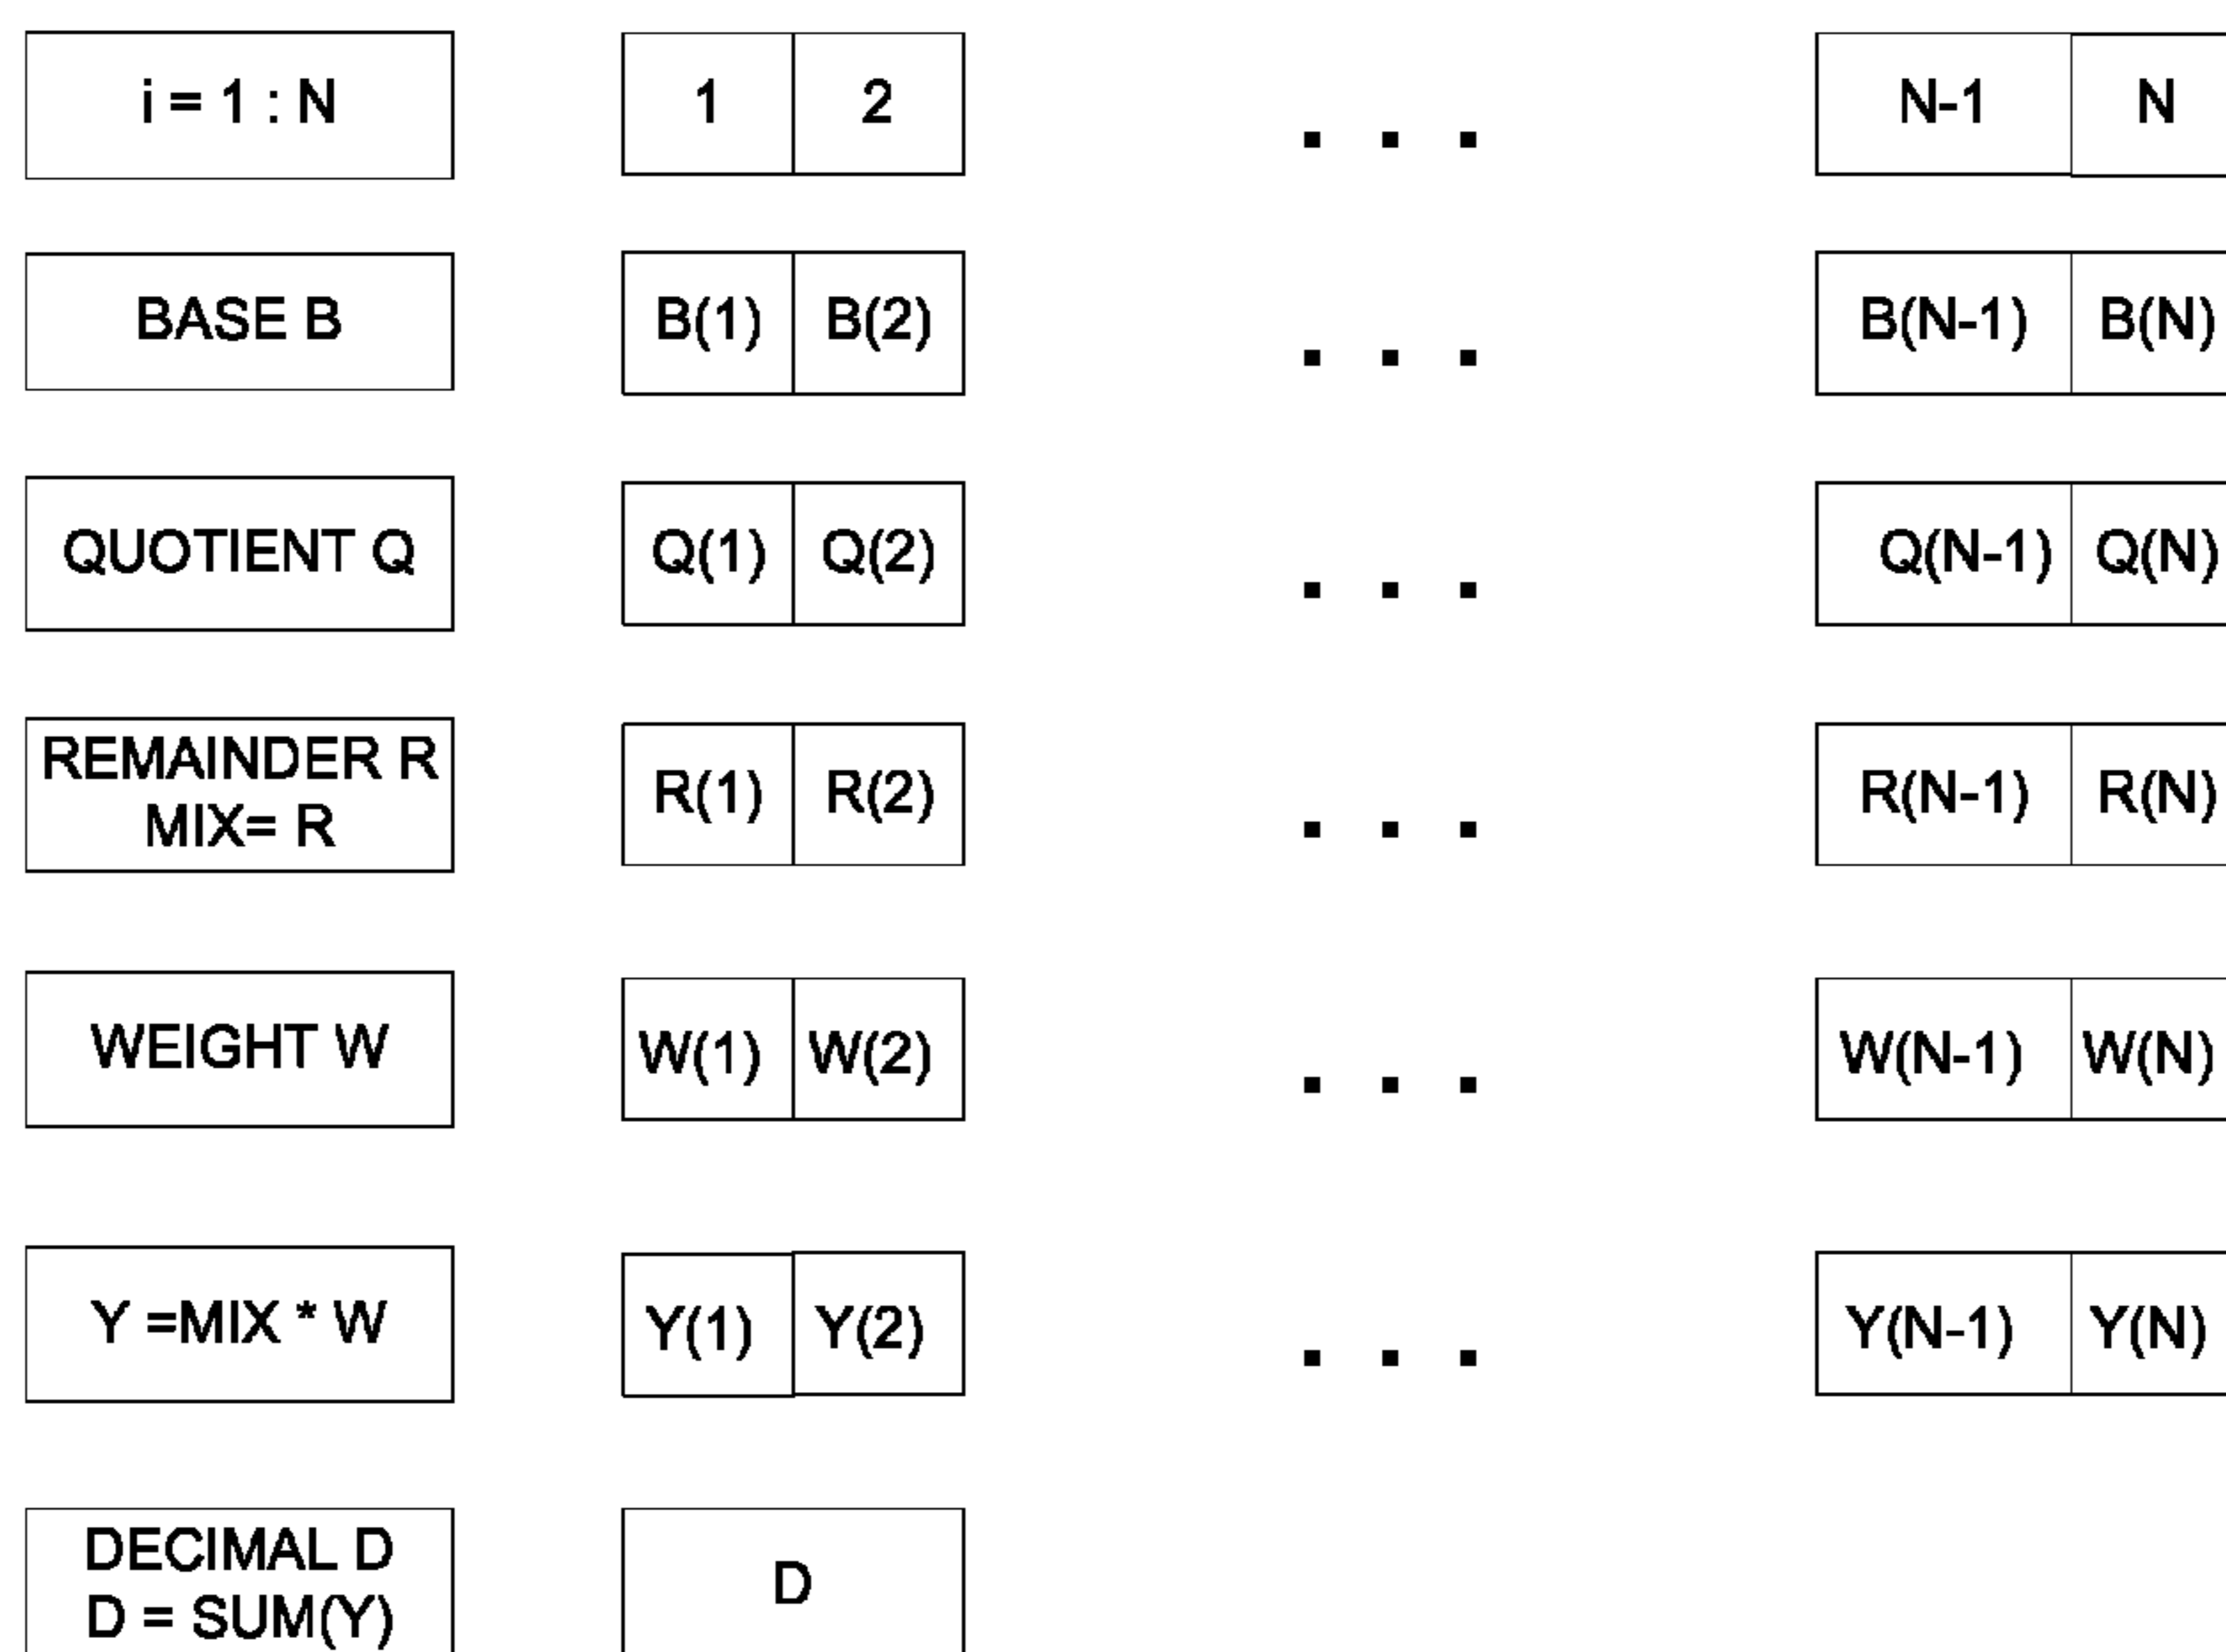 i = 1 : N 1 2 . . . N-1 N
BASE B B(1) B(2) . . . B(N-1) B(N)
QUOTIENT Q Q(1) Q(2) . . . Q(N-1) Q(N)
REMAINDER R
MIX= R R(1) R(2) . . . R(N-1) R(N)
WEIGHT W W(1) W(2) . . . W(N-1) W(N)
Y =MIX * W Y(1) Y(2) . . . Y(N-1) Y(N)
DECIMAL D
D = SUM(Y) D